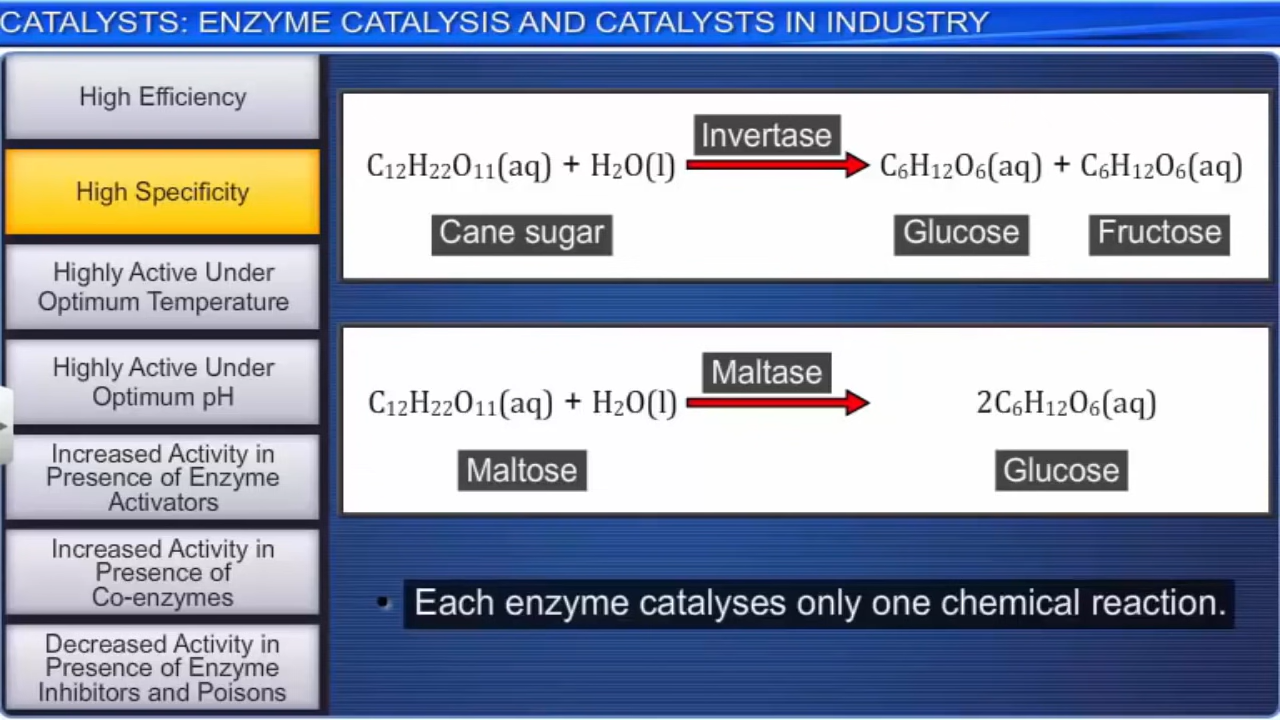 CATALYSTS: ENZYME CATALYSIS AND CATALYSTS IN INDUSTRY
High Efficiency
High Specificity
Highly Active Under
Optimum Temperature
Highly Active Under
Optimum pH
Increased Activity in
Presence of Enzyme
Activators
Increased Activity in
Presence of
Co-enzymes
Decreased Activity in
Presence of Enzyme
Inhibitors and Poisons
Invertase
C₁₂H₂₂O₁₁(aq) + H₂O(l) C₆H₁₂O₆(aq) + C₆H₁₂O₆(aq)
Cane sugar Glucose Fructose
Maltase
C₁₂H₂₂O₁₁(aq) + H₂O(l) 2C₆H₁₂O₆(aq)
Maltose Glucose
• Each enzyme catalyses only one chemical reaction.